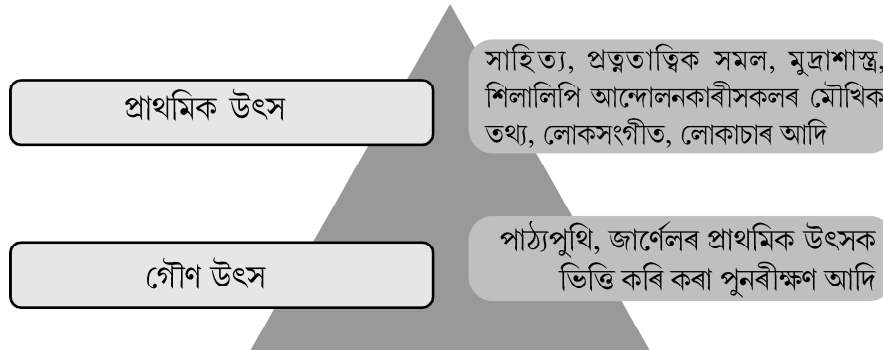 প্ৰাথমিক উৎস
সাহিত্য, প্ৰত্নতাত্বিক সমল, মুদ্ৰাশাস্ত্ৰ,
শিলালিপি আন্দোলনকাৰীসকলৰ মৌখিক
তথ্য, লোকসংগীত, লোকাচাৰ আদি
গৌণ উৎস
পাঠ্যপুথি, জাৰ্ণেলৰ প্ৰাথমিক উৎসক
ভিত্তি কৰি কৰা পুনৰীক্ষণ আদি